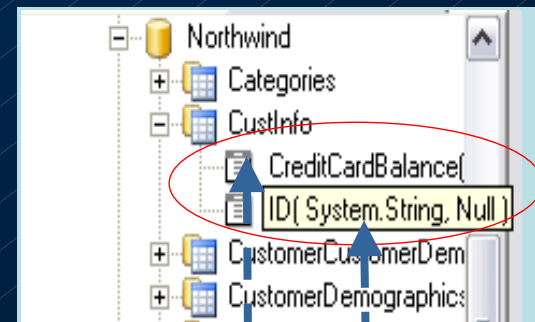 Northwind
Categories
CustInfo
CreditCardBalance(
ID( System.String, Null )
CustomerCustomerDem
CustomerDemographics